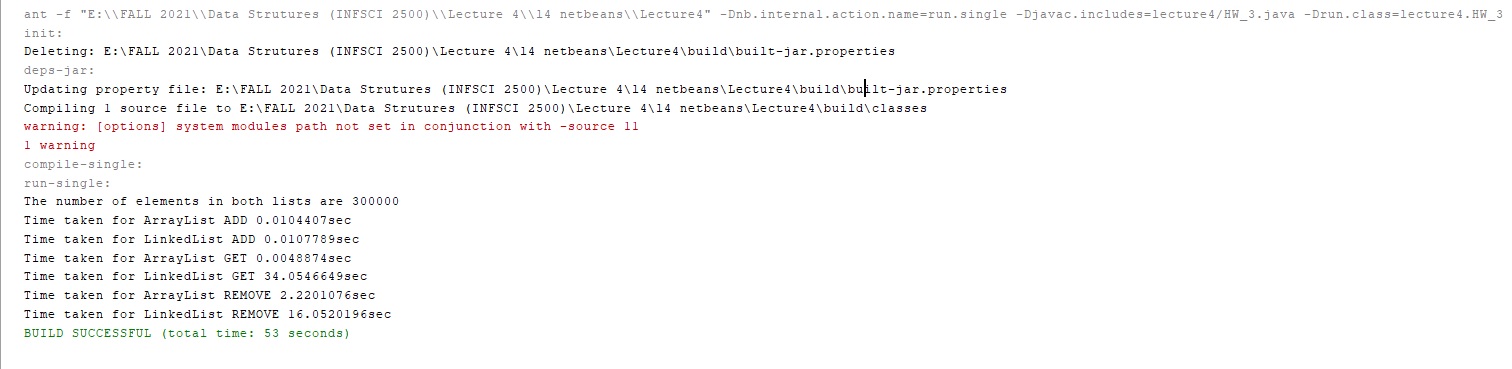 ant -f "E:\\FALL 2021\\Data Strutures (INFSCI 2500)\\Lecture 4\\l4 netbeans\\Lecture4" -Dnb.internal.action.name=run.single -Djavac.includes=lecture4/HW_3.java -Drun.class=lecture4.HW_3
init:
Deleting: E:\FALL 2021\Data Strutures (INFSCI 2500)\Lecture 4\l4 netbeans\Lecture4\build\built-jar.properties
deps-jar:
Updating property file: E:\FALL 2021\Data Strutures (INFSCI 2500)\Lecture 4\l4 netbeans\Lecture4\build\built-jar.properties
Compiling 1 source file to E:\FALL 2021\Data Strutures (INFSCI 2500)\Lecture 4\l4 netbeans\Lecture4\build\classes
warning: [options] system modules path not set in conjunction with -source 11
1 warning
compile-single:
run-single:
The number of elements in both lists are 300000
Time taken for ArrayList ADD 0.0104407sec
Time taken for LinkedList ADD 0.0107789sec
Time taken for ArrayList GET 0.0048874sec
Time taken for LinkedList GET 34.0546649sec
Time taken for ArrayList REMOVE 2.2201076sec
Time taken for LinkedList REMOVE 16.0520196sec
BUILD SUCCESSFUL (total time: 53 seconds)